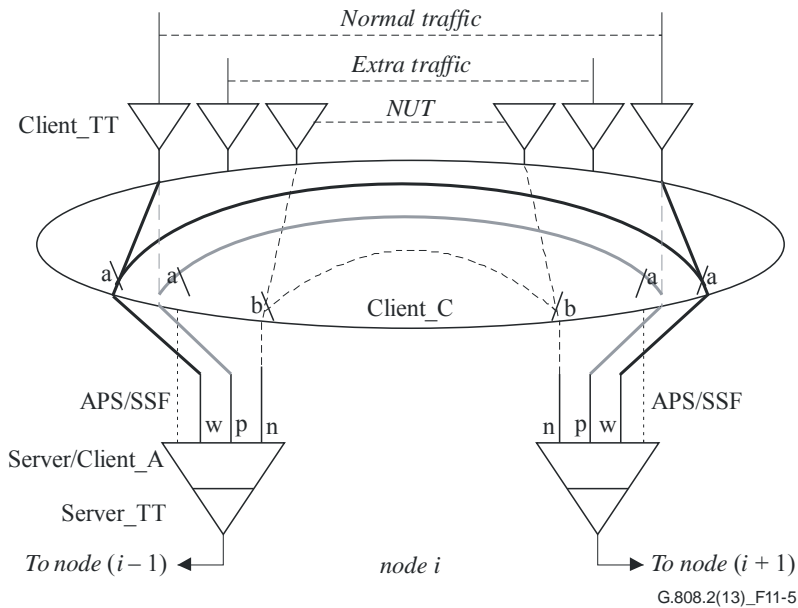 Normal traffic
Extra traffic
NUT
Client_TT
a
a
a
a
b
Client_C
b
APS/SSF
APS/SSF
w
p
n
n
p
w
Server/Client_A
Server_TT
To node (i – 1)
node i
To node (i + 1)
G.808.2(13)_F11-5